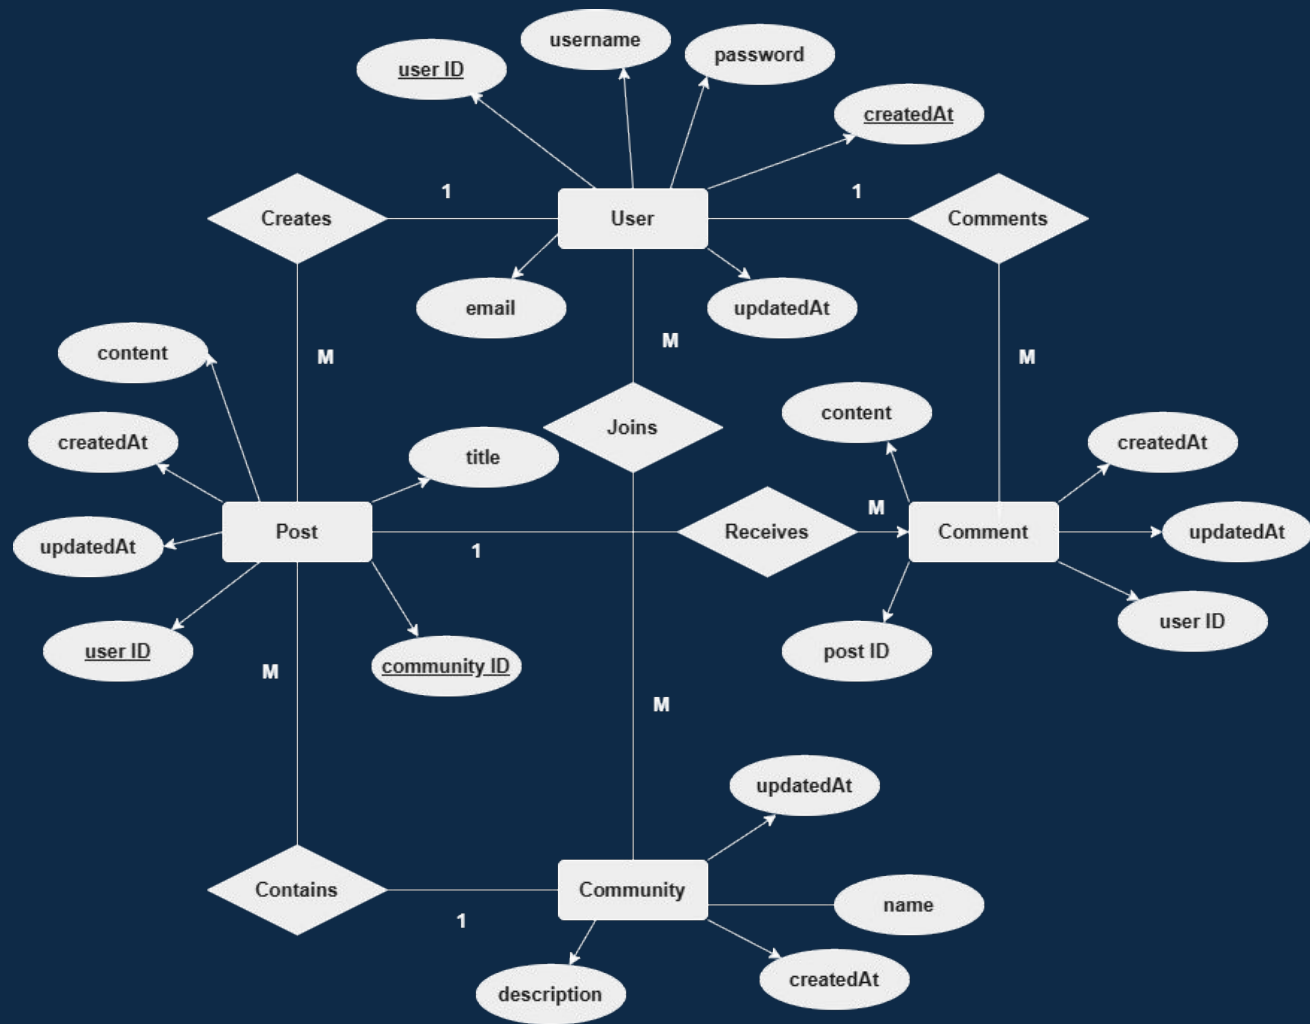 username
password
user ID
createdAt
Creates
1
User
1
Comments
email
updatedAt
M
M
M
content
content
Joins
createdAt
createdAt
title
M
Post
Receives
Comment
updatedAt
updatedAt
1
user ID
user ID
post ID
community ID
M
M
updatedAt
Contains
Community
name
1
createdAt
description